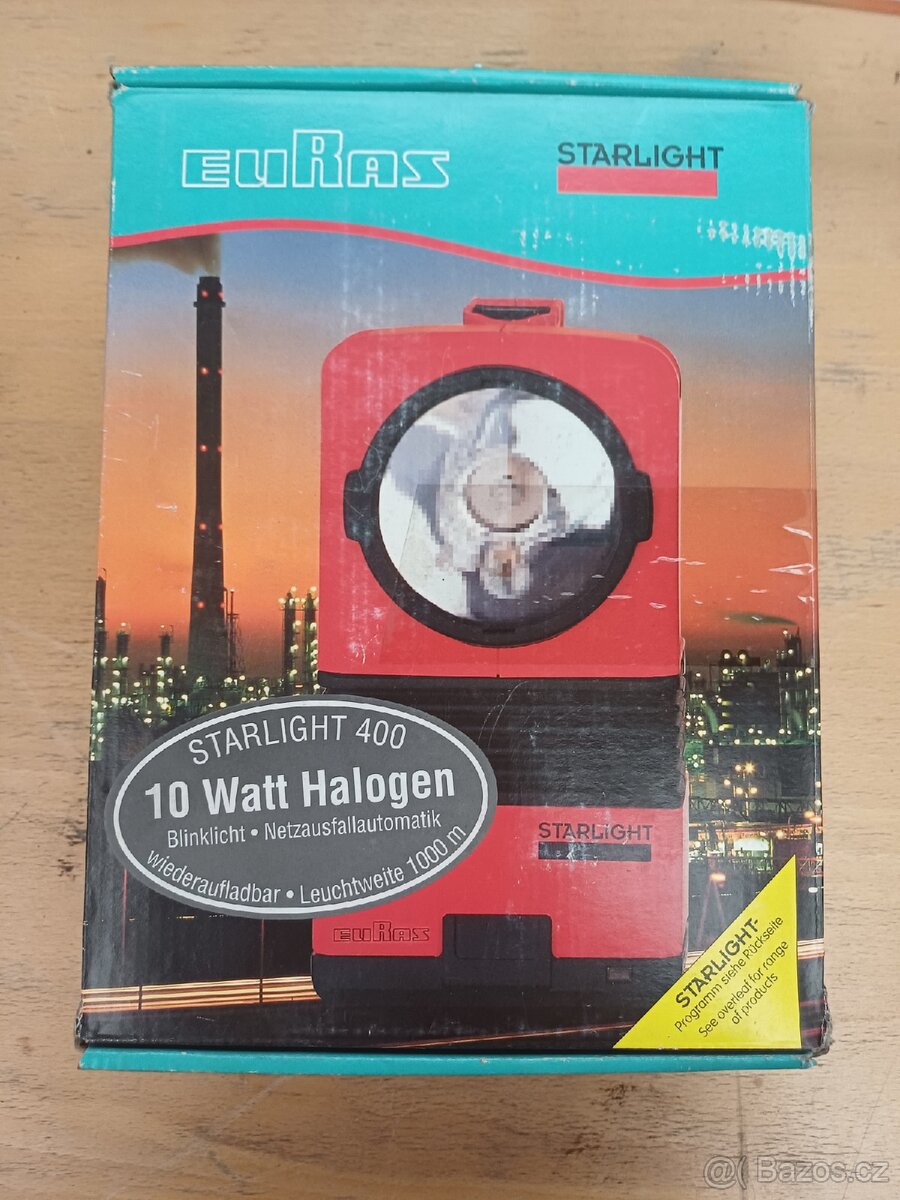 euRas
STARLIGHT
STARLIGHT 400
10 Watt Halogen
Blinklicht • Netzausfallautomatik
wiederaufladbar • Leuchtweite 1000 m
STARLIGHT
euRas
STARLIGHT-
Programm siehe Rückseite
See overleaf for range
of products
@( Bazos.cz